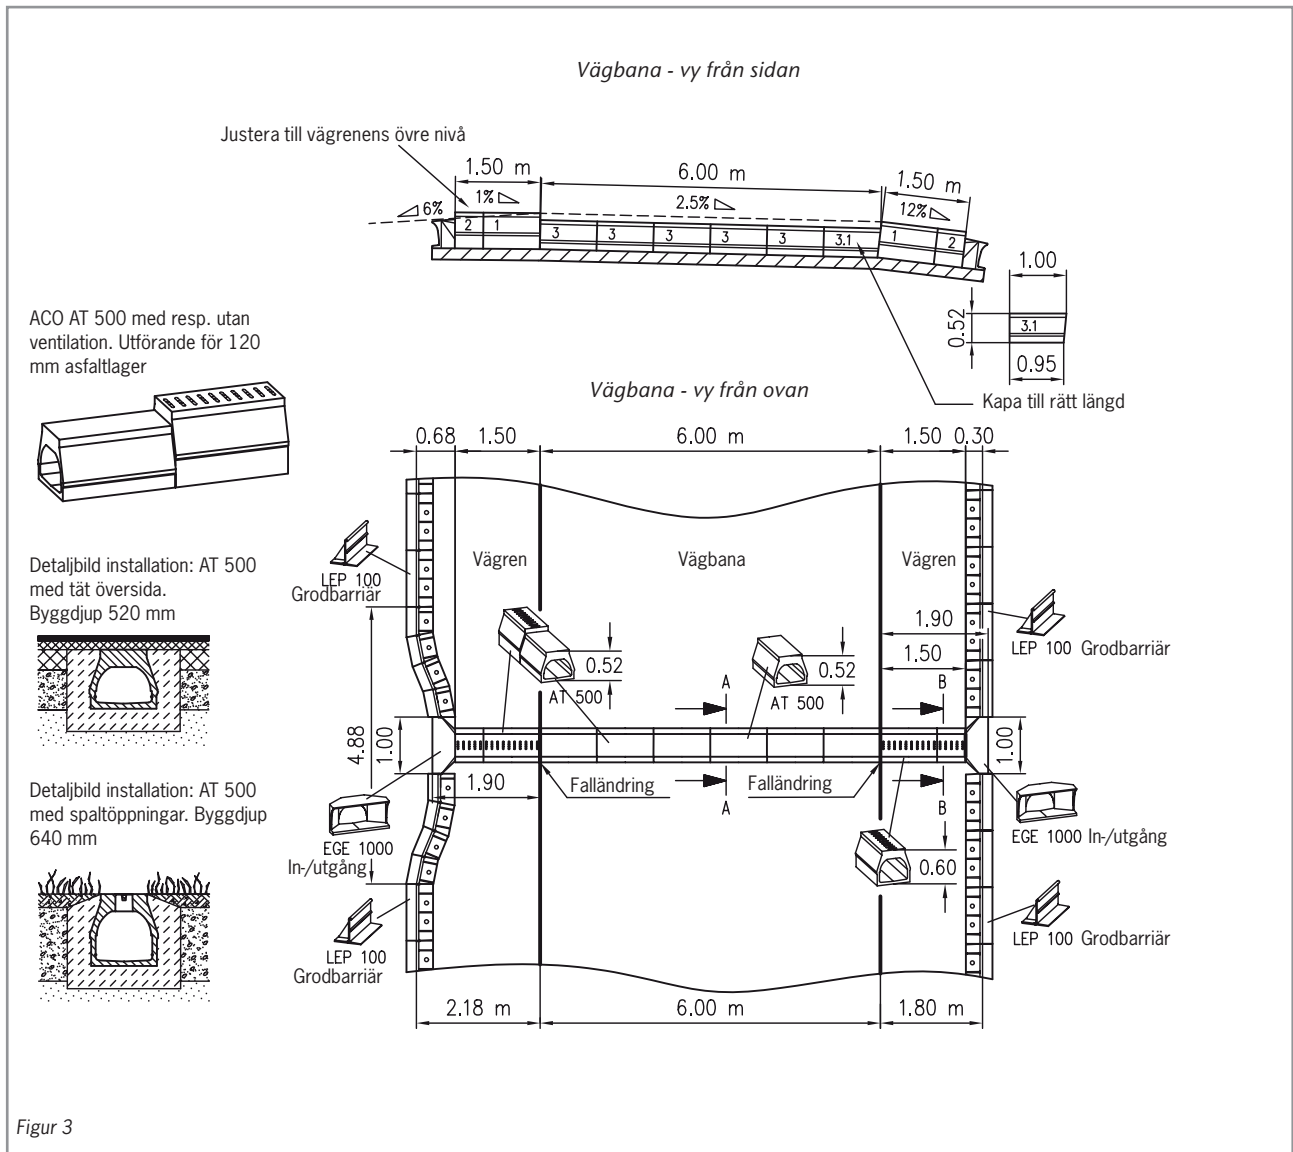 Vägbana - vy från sidan
Justera till vägrenens övre nivå
1.50 m
6.00 m
1.50 m
6%
1%
2.5%
12%
2
1
3
3
3
3
3
3.1
1
2
1.00
0.52
3.1
0.95
Kapa till rätt längd
ACO AT 500 med resp. utan
ventilation. Utförande för 120
mm asfaltlager
Vägbana - vy från ovan
0.68
1.50
6.00 m
1.50
0.30
Detaljbild installation: AT 500
med tät översida.
Byggdjup 520 mm
Vägren
Vägbana
Vägren
LEP 100
Grodbarriär
1.90
LEP 100 Grodbarriär
1.50
0.52
AT 500
0.52
AT 500
A
B
4.88
1.00
1.00
1.90
Falländring
Falländring
A
B
Detaljbild installation: AT 500
med spaltöppningar. Byggdjup
640 mm
EGE 1000
In-/utgång
EGE 1000 In-/utgång
0.60
LEP 100
Grodbarriär
LEP 100 Grodbarriär
2.18 m
6.00 m
1.80 m
Figur 3